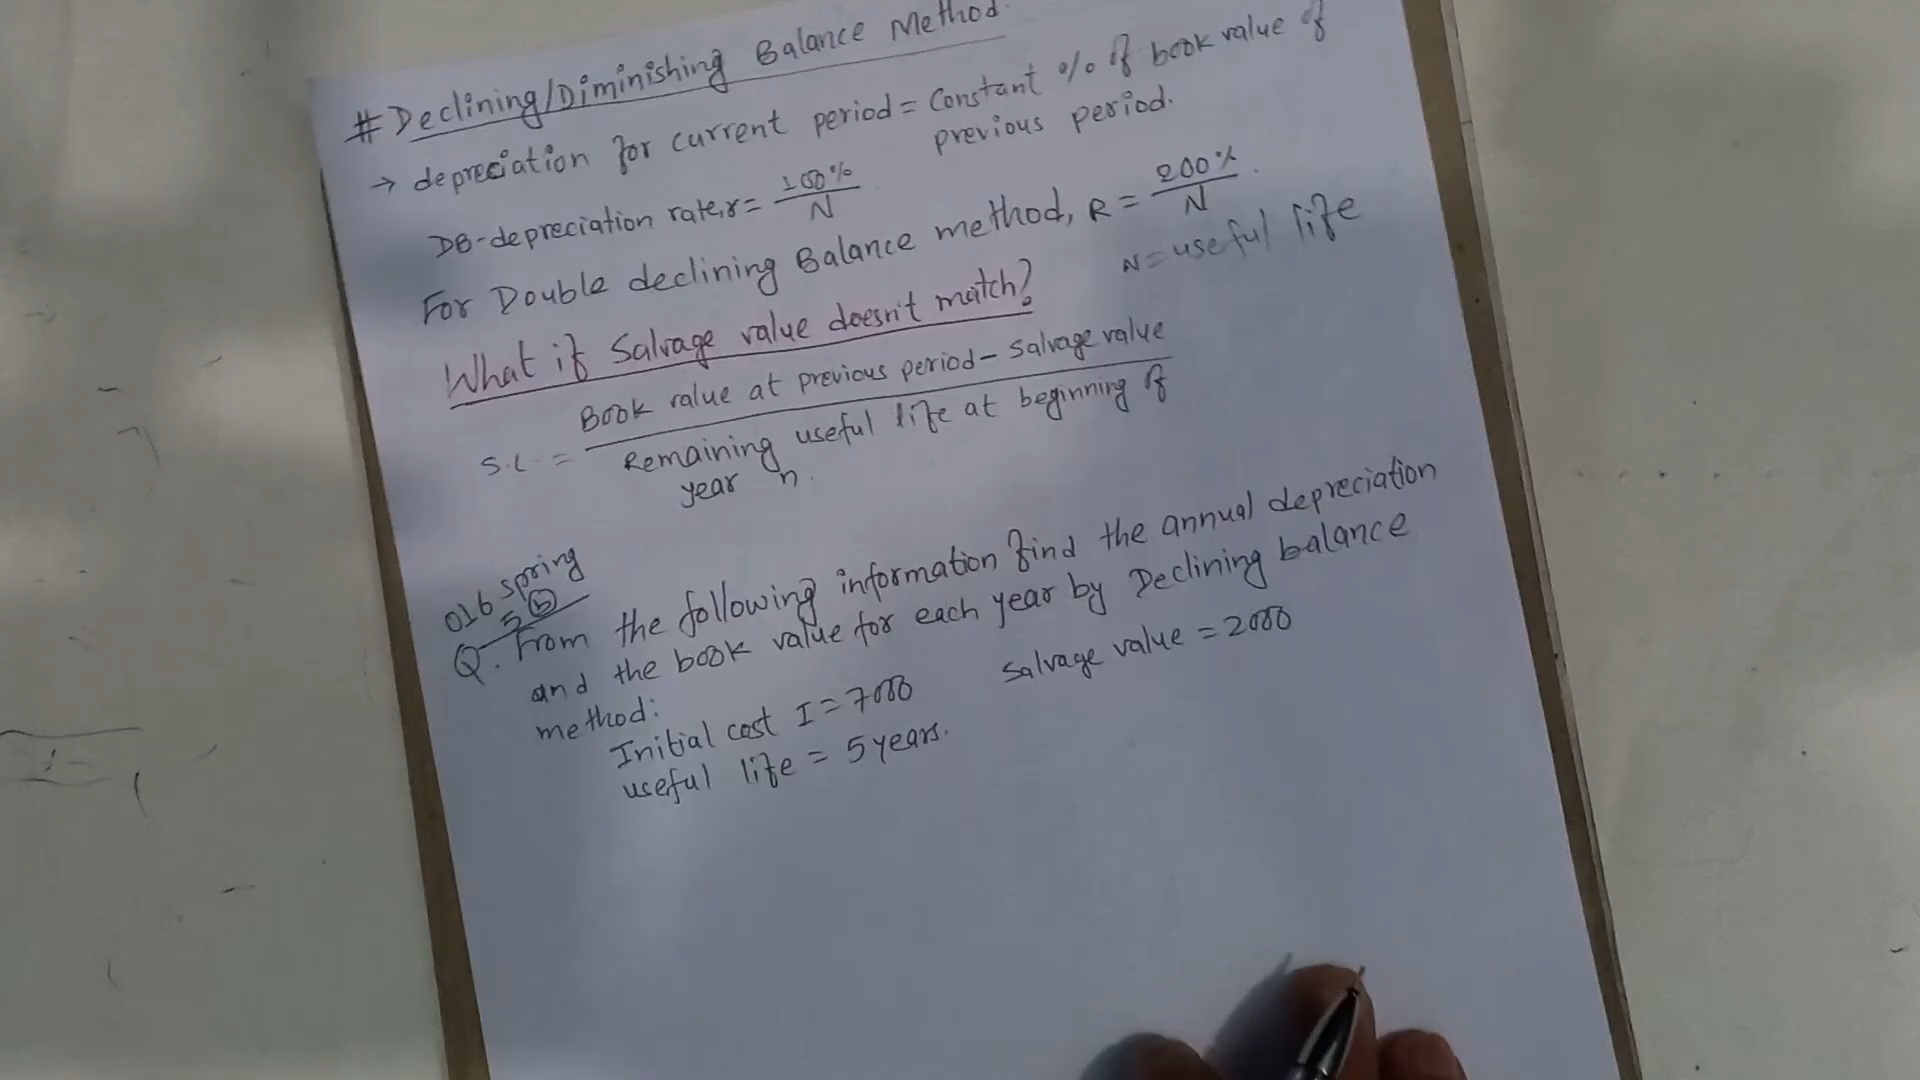 # Declining/Diminishing Balance Method
→ depreciation for current period = Constant % of book value of
previous period.
DB-depreciation rate, r = 100% / N
For Double declining Balance method, R = 200% / N
N = useful life
What if Salvage value doesn't match?
S.L. = Book value at previous period - Salvage value / Remaining useful life at beginning of
year n.
016 spring
5 (b)
Q. From the following information find the annual depreciation
and the book value for each year by Declining balance
method:
Initial cost I = 7000 Salvage value = 2000
useful life = 5 years.